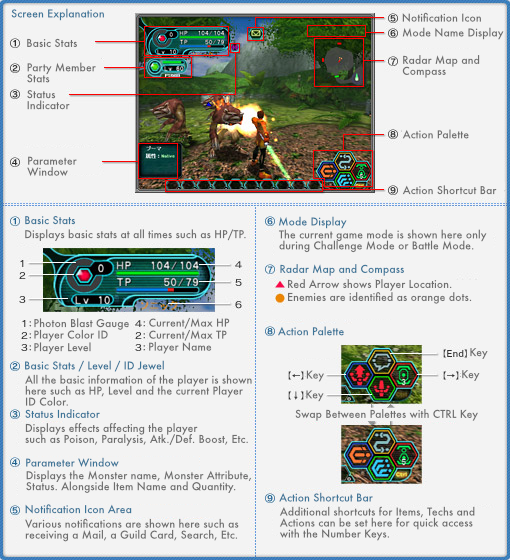 Screen Explanation
① Basic Stats
② Party Member
Stats
③ Status
Indicator
④ Parameter
Window
⑤ Notification Icon
⑥ Mode Name Display
⑦ Radar Map and
Compass
⑧ Action Palette
⑨ Action Shortcut Bar
0
HP 104/104
TP 50/79
Lv 10
ブーマ
属性：Native
① Basic Stats
Displays basic stats at all times such as HP/TP.
1
2
3
0
HP 104/104
TP 50/79
Lv 10
4
5
6
1:Photon Blast Gauge 4:Current/Max HP
2:Player Color ID 2:Current/Max TP
3:Player Level 3:Player Name
② Basic Stats / Level / ID Jewel
All the basic information of the player is shown
here such as HP, Level and the current Player
ID Color.
③ Status Indicator
Displays effects affecting the player
such as Poison, Paralysis, Atk./Def. Boost, Etc.
④ Parameter Window
Displays the Monster name, Monster Attribute,
Status. Alongside Item Name and Quantity.
⑤ Notification Icon Area
Various notifications are shown here such as
receiving a Mail, a Guild Card, Search, Etc.
⑥ Mode Display
The current game mode is shown here only
during Challenge Mode or Battle Mode.
⑦ Radar Map and Compass
Red Arrow shows Player Location.
Enemies are identified as orange dots.
⑧ Action Palette
【End】Key
【←】Key
【→】Key
【↓】Key
Swap Between Palettes with CTRL Key
Ctrl
⑨ Action Shortcut Bar
Additional shortcuts for Items, Techs and
Actions can be set here for quick access
with the Number Keys.